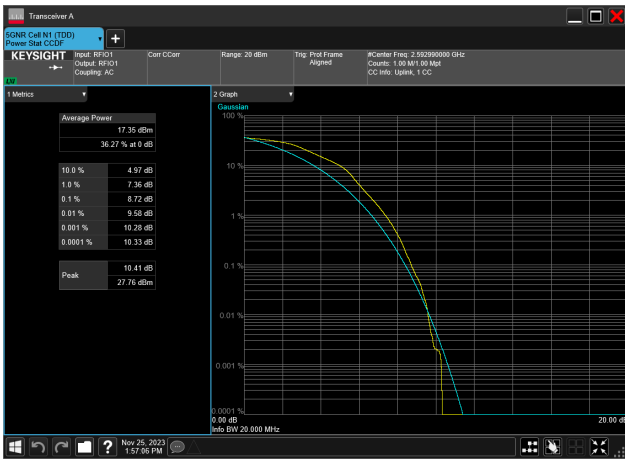 Transceiver A
5GNR Cell N1 (TDD)
Power Stat CCDF
KEYSIGHT
Input: RFIO1
Output: RFIO1
Coupling: AC
Corr CCorr
Range: 20 dBm
Trig: Prot Frame
Aligned
#Center Freq: 2.592990000 GHz
Counts: 1.00 M/1.00 Mpt
CC Info: Uplink, 1 CC
1 Metrics
Average Power
17.35 dBm
36.27 % at 0 dB
10.0 % 4.97 dB
1.0 % 7.36 dB
0.1 % 8.72 dB
0.01 % 9.58 dB
0.001 % 10.28 dB
0.0001 % 10.33 dB
Peak
10.41 dB
27.76 dBm
2 Graph
Gaussian
100 %
10 %
1 %
0.1 %
0.01 %
0.001 %
0.0001 %
0.00 dB
20.00 dB
Info BW 20.000 MHz
Nov 25, 2023
1:57:06 PM